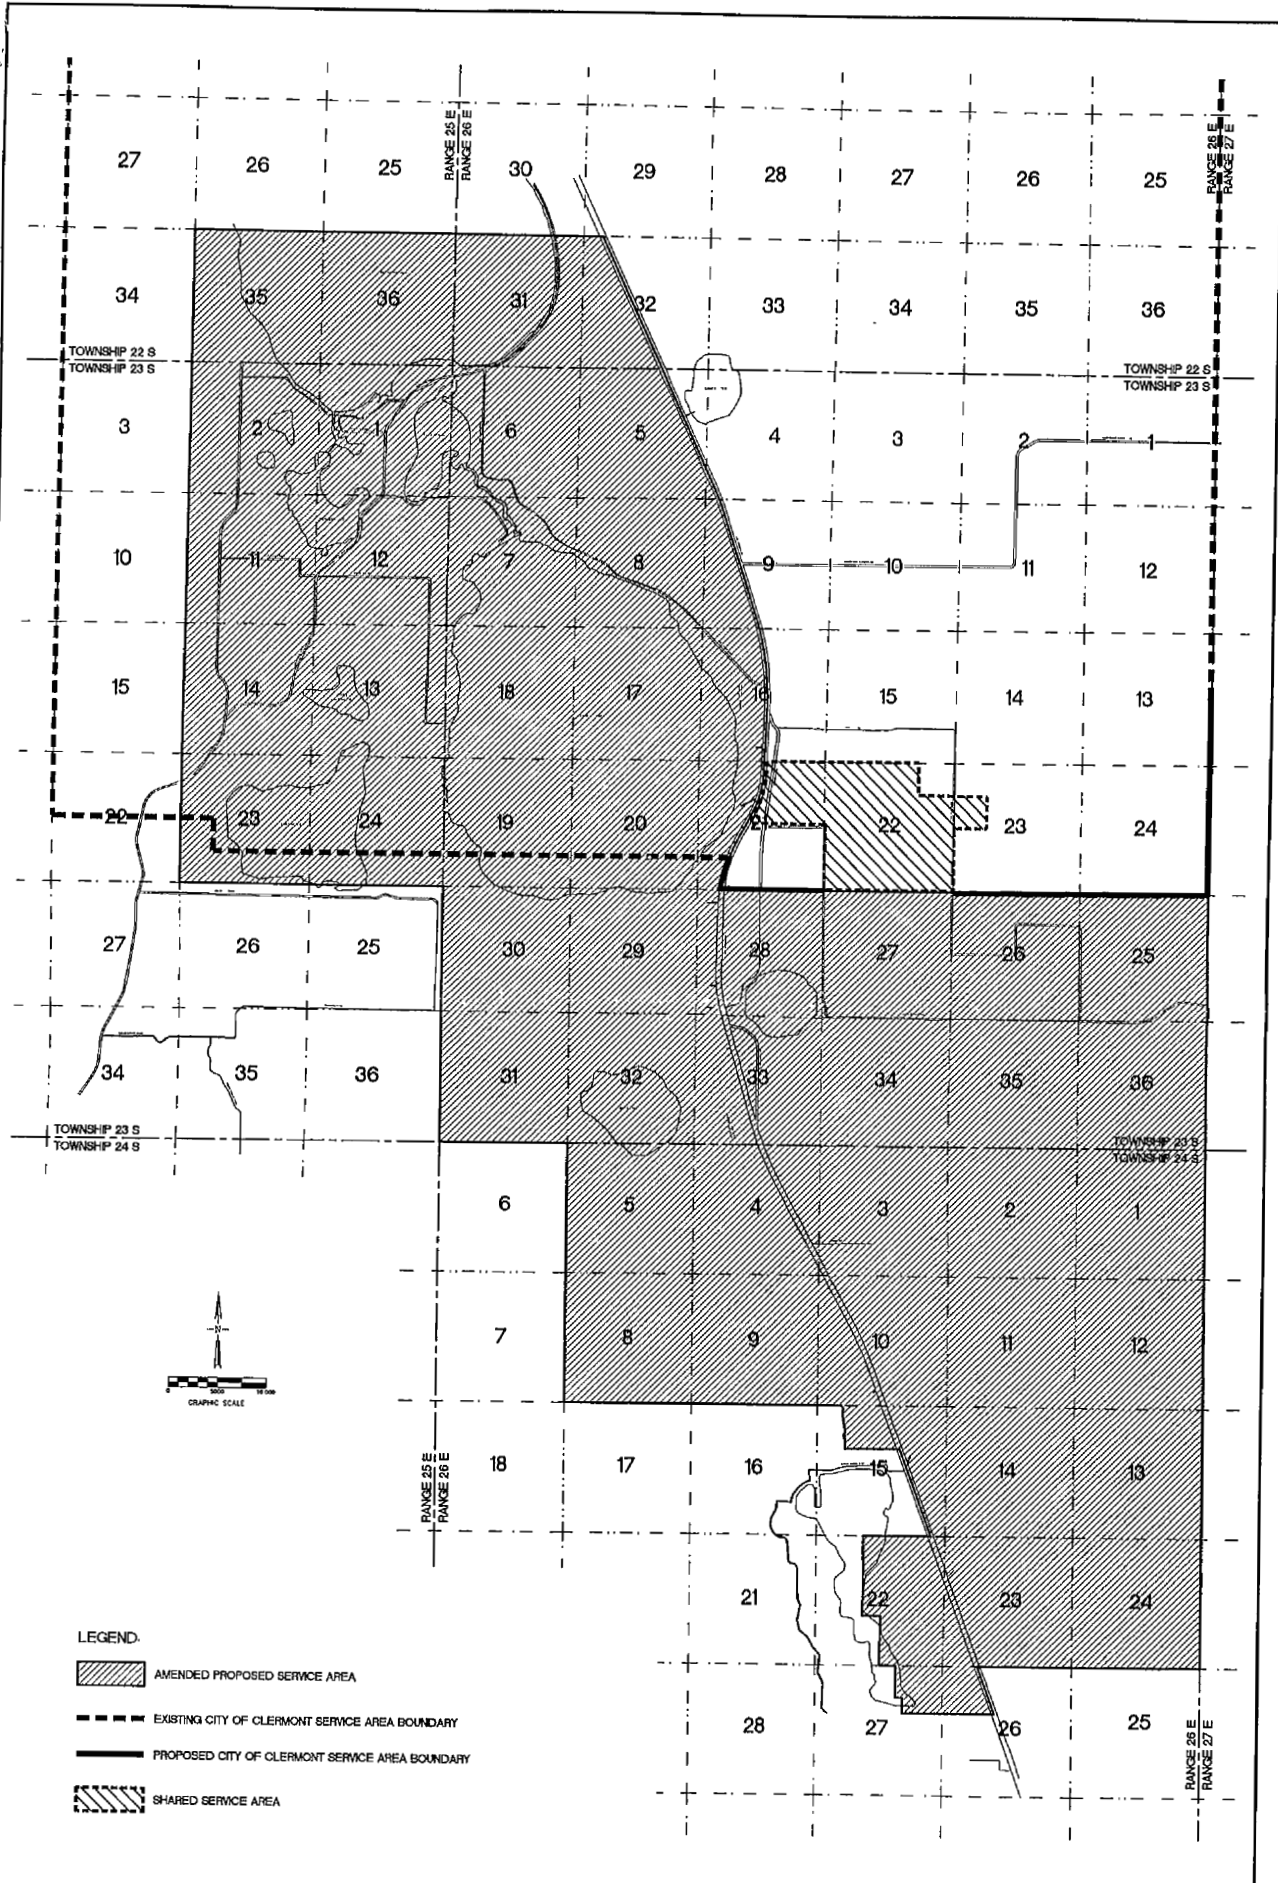 RANGE 25 E
RANGE 26 E
RANGE 26 E
RANGE 27 E
27 26 25 30 29 28 27 26 25
34 35 36 31 32 33 34 35 36
TOWNSHIP 22 S
TOWNSHIP 23 S
TOWNSHIP 22 S
TOWNSHIP 23 S
3 2 1 6 5 4 3 2 1
10 11 12 7 8 9 10 11 12
15 14 13 18 17 16 15 14 13
22 23 24 19 20 22 23 24
27 26 25 30 29 28 27 26 25
34 35 36 31 32 33 34 35 36
TOWNSHIP 23 S
TOWNSHIP 24 S
TOWNSHIP 23 S
TOWNSHIP 24 S
6 5 4 3 2 1
7 8 9 10 11 12
N
0 5000 10 000
GRAPHIC SCALE
RANGE 25 E
RANGE 26 E
18 17 16 15 14 13
21 22 23 24
28 27 26 25
RANGE 26 E
RANGE 27 E
LEGEND.
AMENDED PROPOSED SERVICE AREA
EXISTING CITY OF CLERMONT SERVICE AREA BOUNDARY
PROPOSED CITY OF CLERMONT SERVICE AREA BOUNDARY
SHARED SERVICE AREA